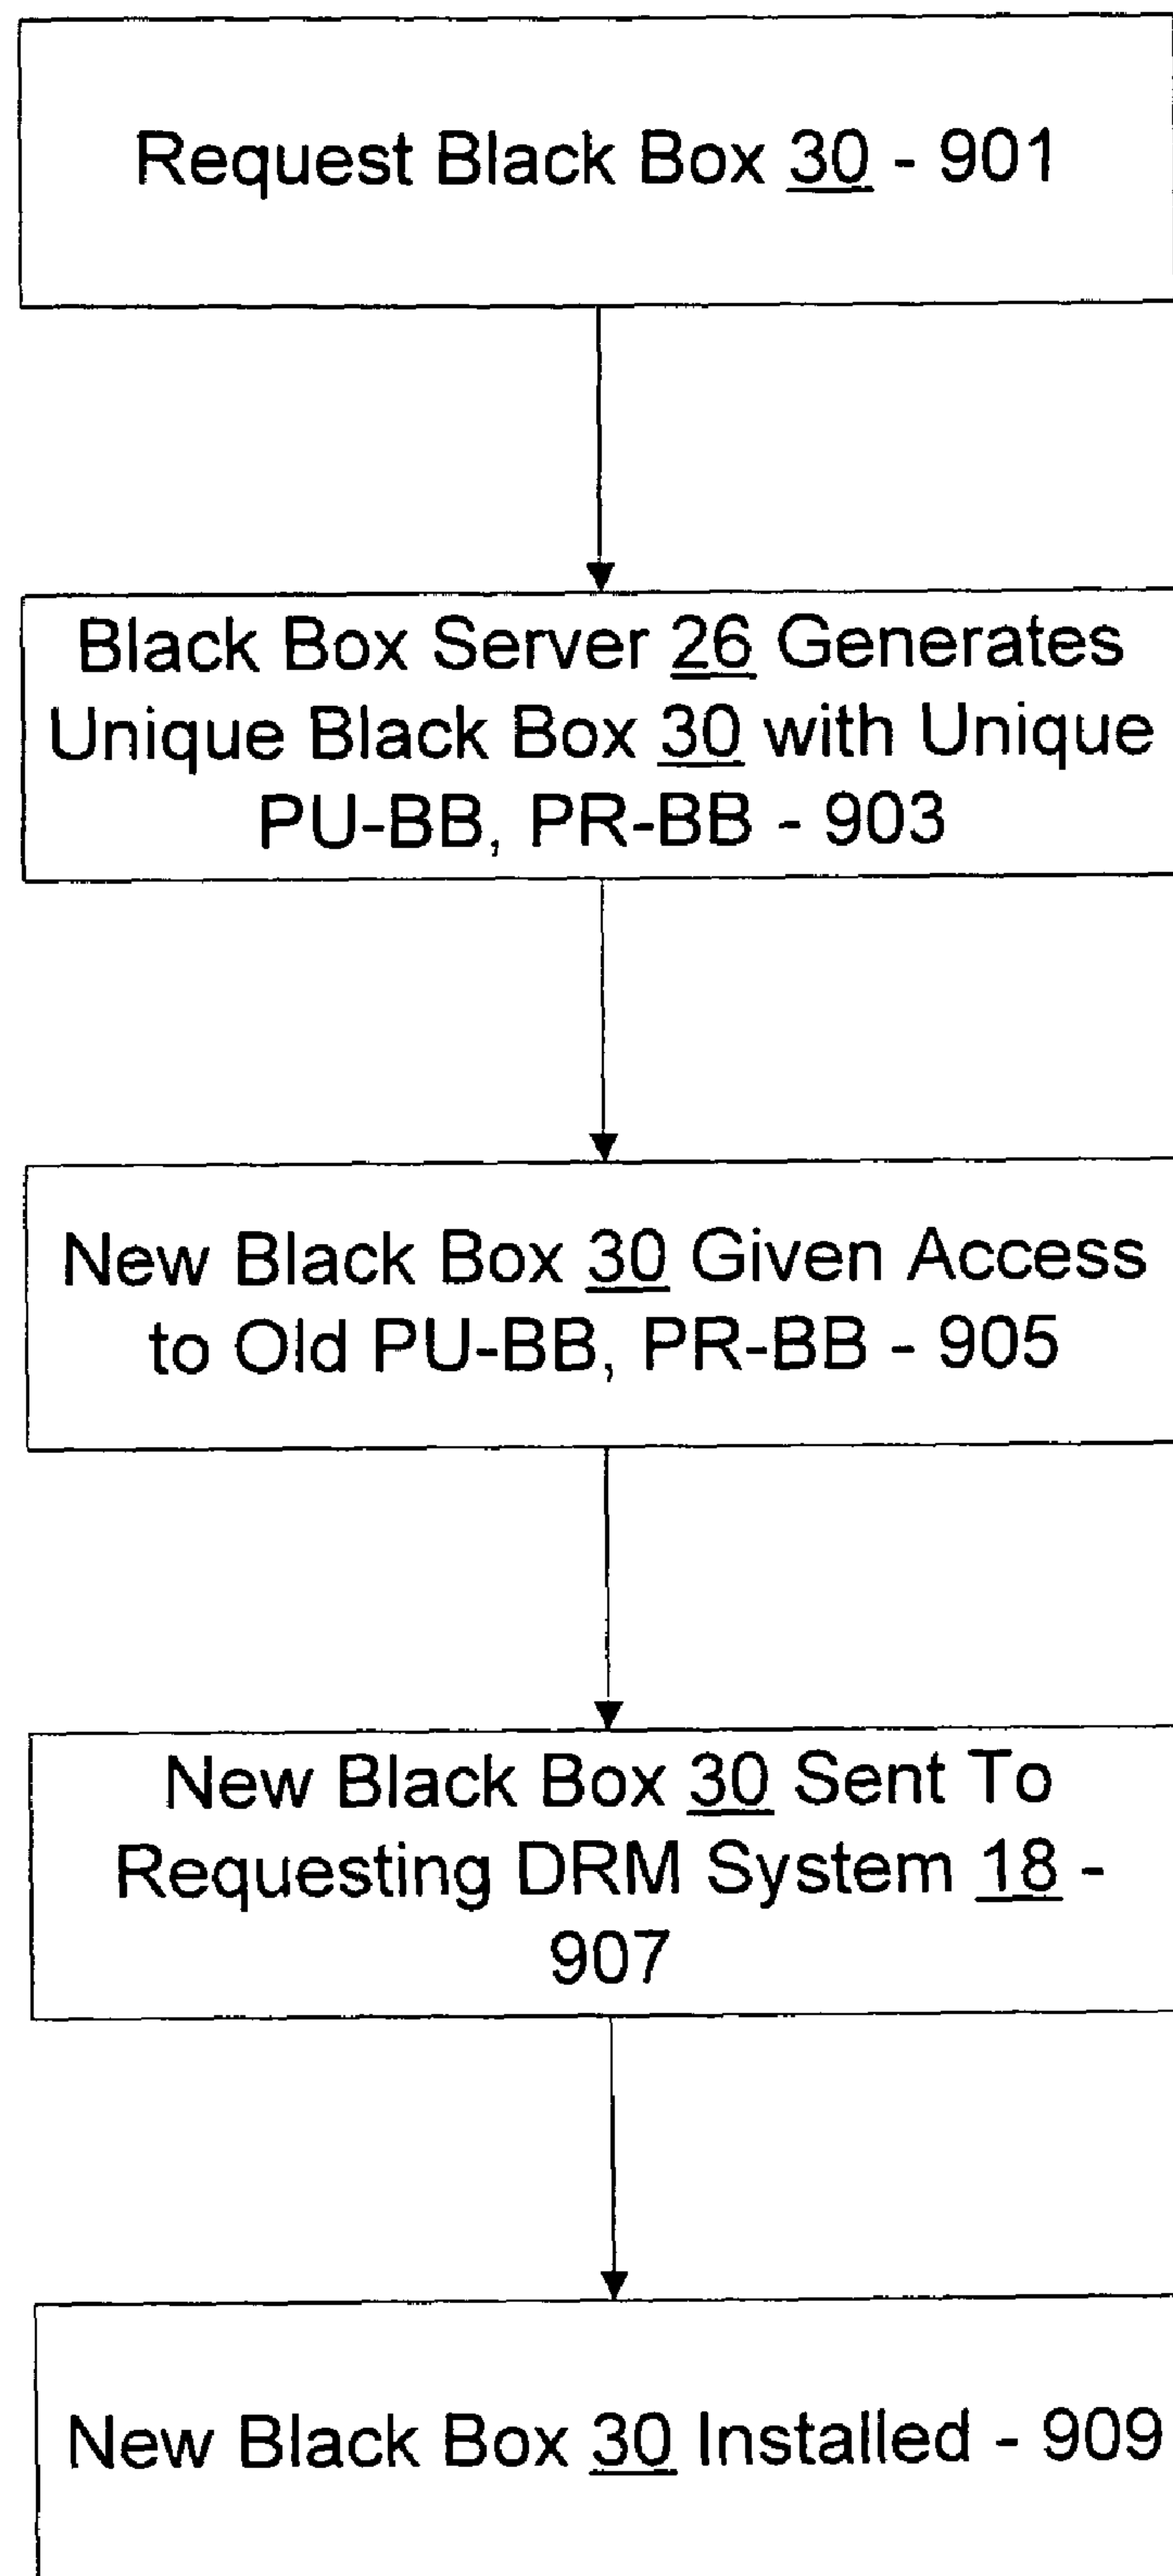 Request Black Box 30 - 901
Black Box Server 26 Generates
Unique Black Box 30 with Unique
PU-BB, PR-BB - 903
New Black Box 30 Given Access
to Old PU-BB, PR-BB - 905
New Black Box 30 Sent To
Requesting DRM System 18 -
907
New Black Box 30 Installed - 909